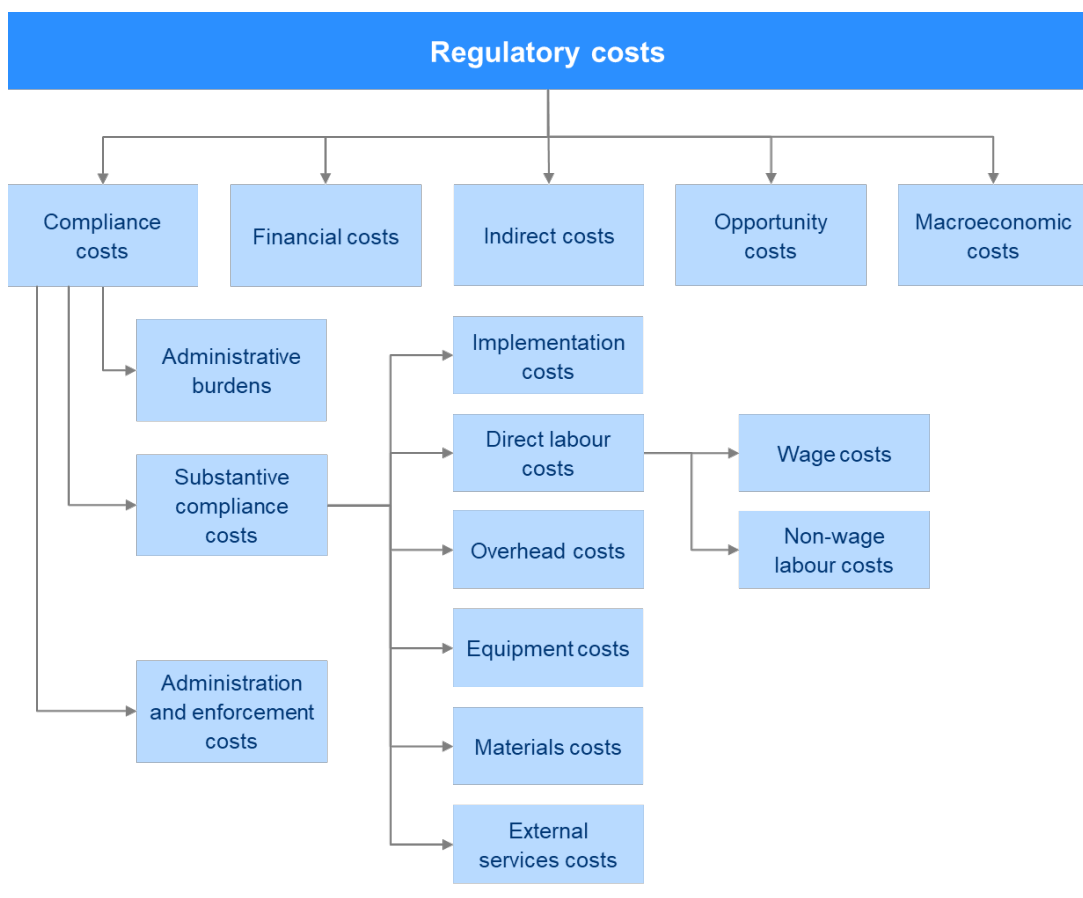 Regulatory costs
Compliance
costs
Financial costs
Indirect costs
Opportunity
costs
Macroeconomic
costs
Administrative
burdens
Substantive
compliance
costs
Administration
and enforcement
costs
Implementation
costs
Direct labour
costs
Overhead costs
Equipment costs
Materials costs
External
services costs
Wage costs
Non-wage
labour costs